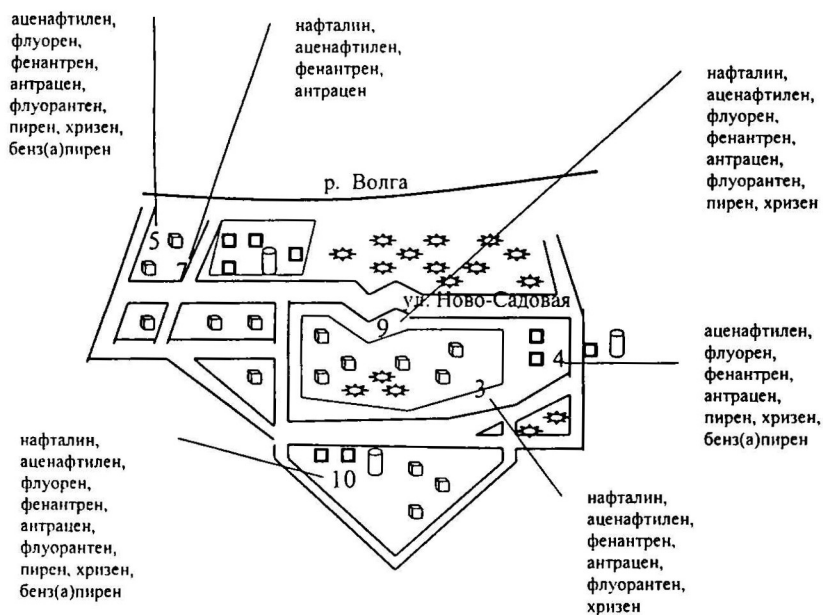 аценафтилен,
флуорен,
фенантрен,
антрацен,
флуорантен,
пирен, хризен,
бенз(а)пирен
нафталин,
аценафтилен,
фенантрен,
антрацен
нафталин,
аценафтилен,
флуорен,
фенантрен,
антрацен,
флуорантен,
пирен, хризен
р. Волга
5
7
ул. Ново-Садовая
9
4
3
10
аценафтилен,
флуорен,
фенантрен,
антрацен,
пирен, хризен,
бенз(а)пирен
нафталин,
аценафтилен,
флуорен,
фенантрен,
антрацен,
флуорантен,
пирен, хризен,
бенз(а)пирен
нафталин,
аценафтилен,
фенантрен,
антрацен,
флуорантен,
хризен